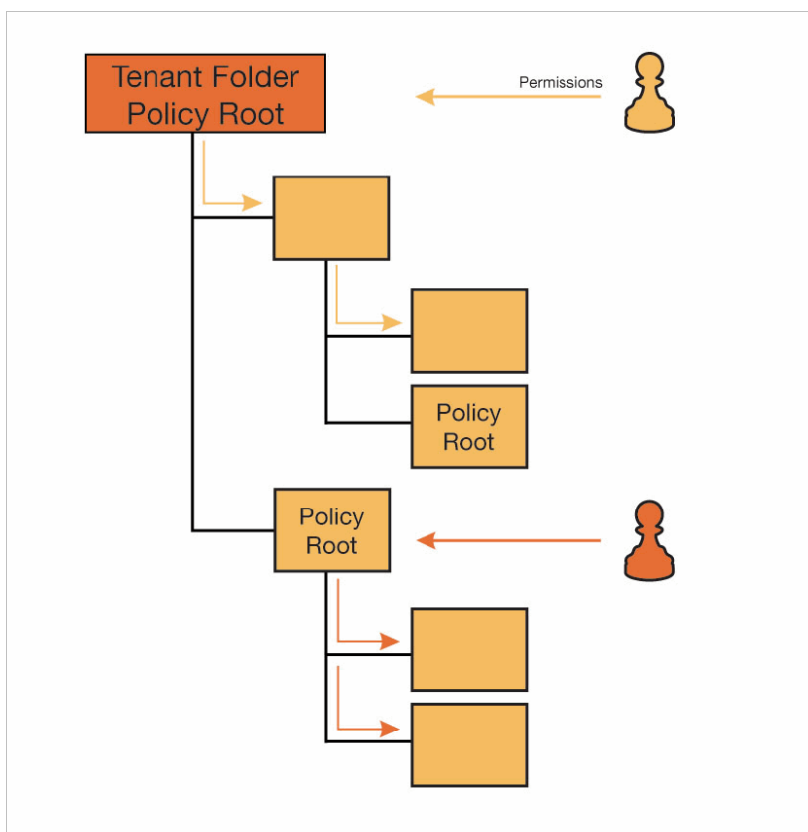 Tenant Folder
Policy Root
Permissions
Policy
Root
Policy
Root